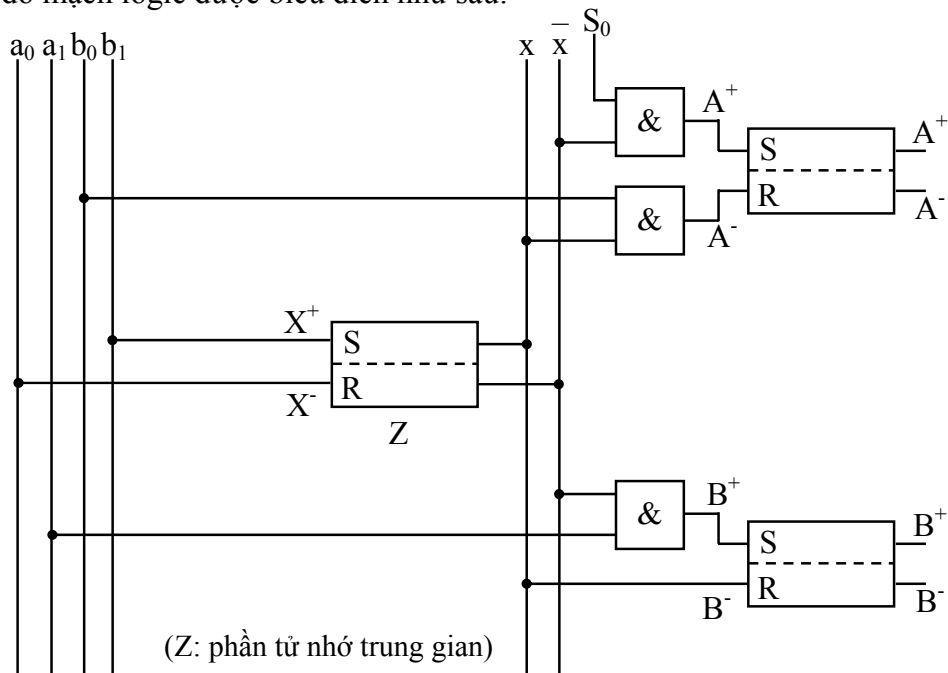 đồ mạch logic được biểu diễn như sau:
a₀ a₁ b₀ b₁ x x̄ S₀
& A⁺ S A⁺
& A⁻ R A⁻
X⁺ S
X⁻ R
Z
& B⁺ S B⁺
B⁻ R B⁻
(Z: phần tử nhớ trung gian)